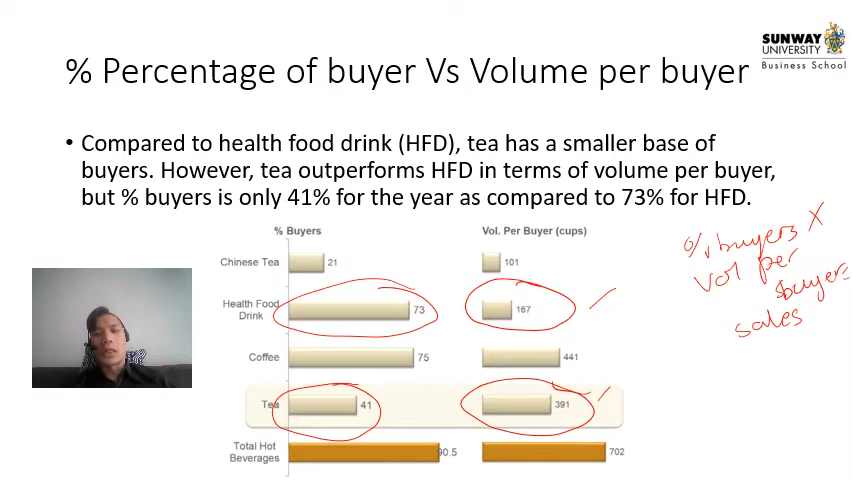 SUNWAY
UNIVERSITY
Business School
% Percentage of buyer Vs Volume per buyer
• Compared to health food drink (HFD), tea has a smaller base of
buyers. However, tea outperforms HFD in terms of volume per buyer,
but % buyers is only 41% for the year as compared to 73% for HFD.
% Buyers
Vol. Per Buyer (cups)
Chinese Tea 21 101
Health Food
Drink 73 167
Coffee 75 441
Tea 41 391
Total Hot
Beverages 90.5 702
% buyers X
vol per
buyer=
sales